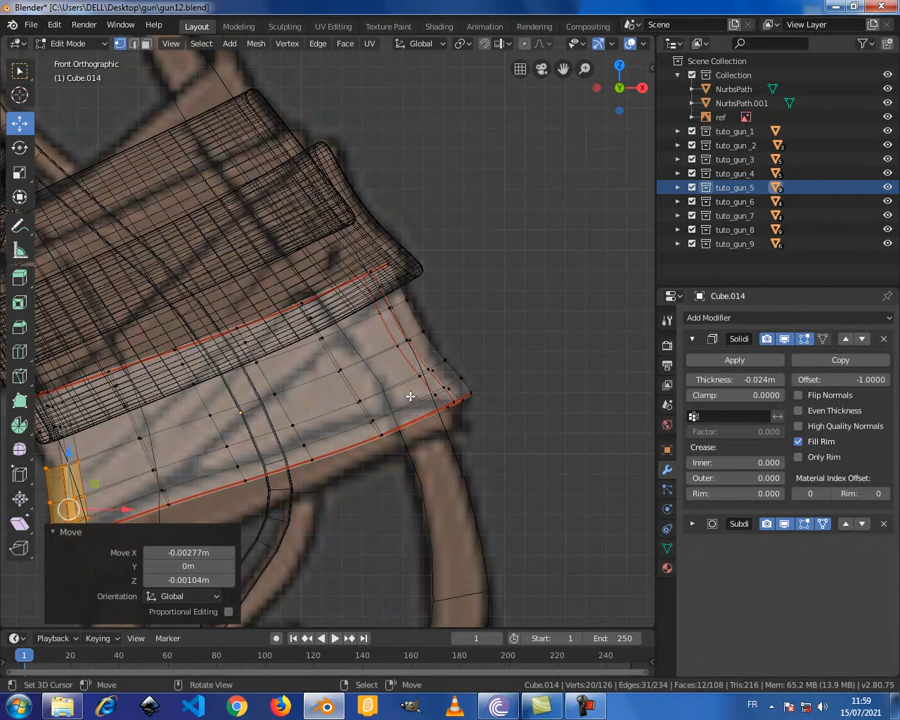 Blender* [C:\Users\DELL\Desktop\gun\gun12.blend]
File Edit Render Window Help Layout Modeling Sculpting UV Editing Texture Paint Shading Animation Rendering Compositing Scene View Layer
Edit Mode View Select Add Mesh Vertex Edge Face UV Global
Front Orthographic
(1) Cube.014
Z
X
Y
Scene Collection
Collection
NurbsPath
NurbsPath.001
ref
tuto_gun_1
tuto_gun _2
tuto_gun_3
tuto_gun_4
tuto_gun_5
tuto_gun_6
tuto_gun_7
tuto_gun_8
tuto_gun_9
Cube.014
Add Modifier
Solidi
Apply Copy
Thickness: -0.024m Offset: -1.0000
Clamp: 0.0000 Flip Normals
Even Thickness
Factor: 0.000 High Quality Normals
Crease: Fill Rim
Inner: 0.000 Only Rim
Outer: 0.000 Material Index Offset:
Rim: 0.000 0 Rim: 0
Subdi
Move
Move X -0.00277m
Y 0m
Z -0.00104m
Orientation Global
Proportional Editing
Playback Keying View Marker 1 Start: 1 End: 250
1 20 40 60 80 100 120 140 160 180 200 220 240
Set 3D Cursor Move Rotate View Select Move Cube.014 | Verts:20/126 | Edges:31/234 | Faces:12/108 | Tris:216 | Mem: 65.2 MB (13.9 MB) | v2.80.75
FR 11:59
15/07/2021